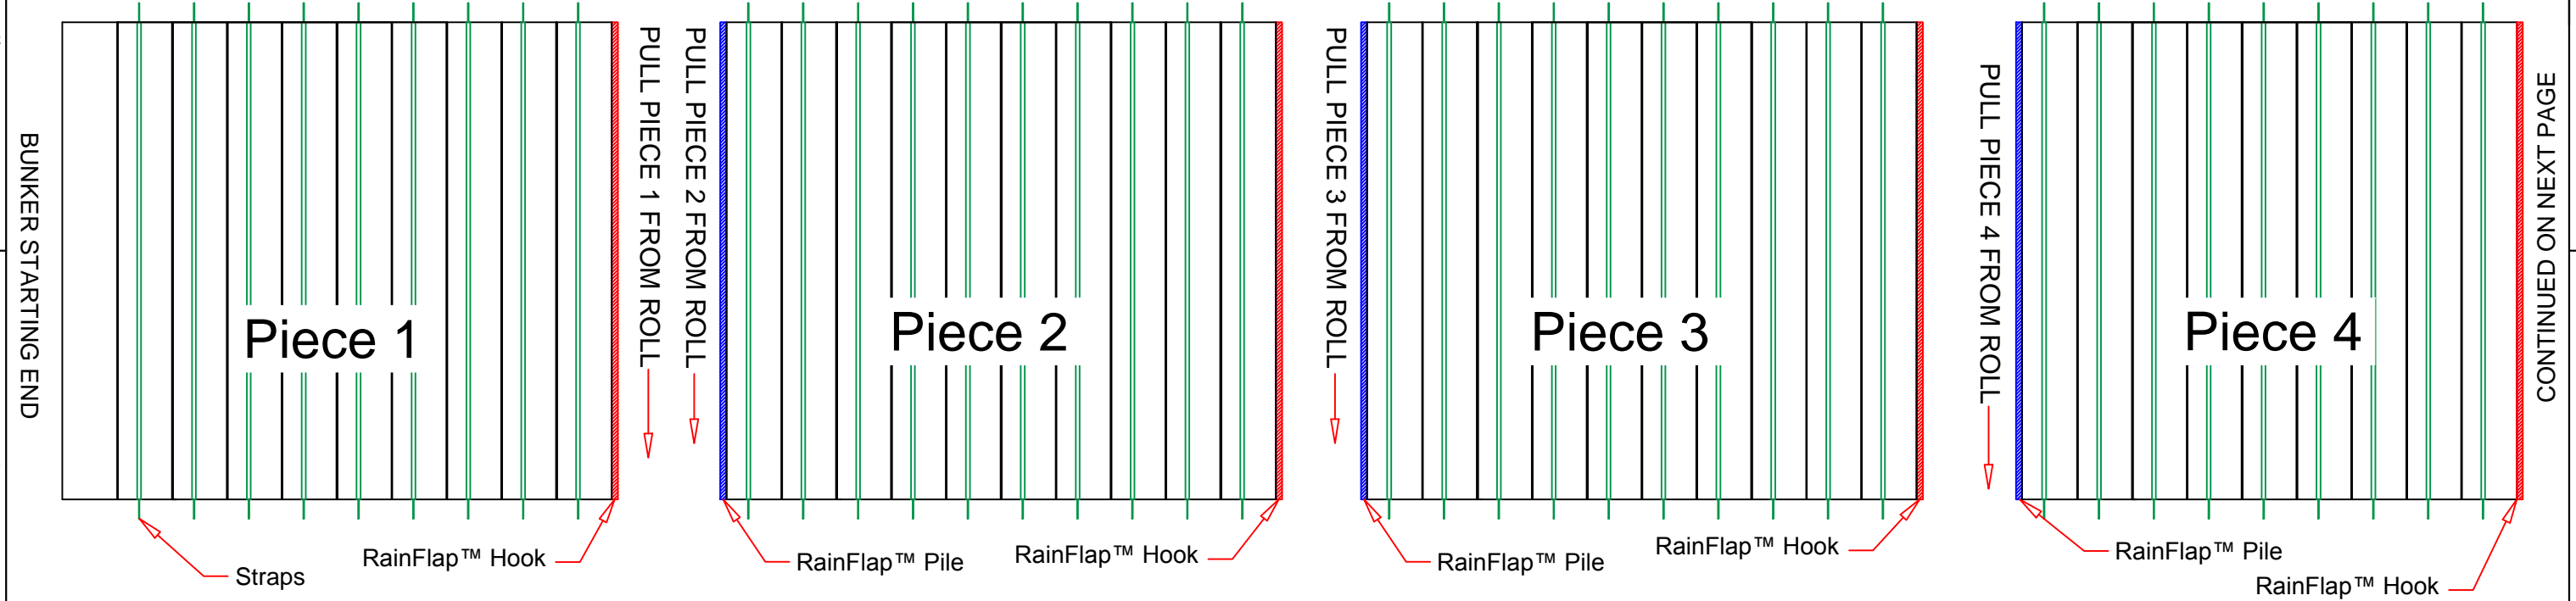 BUNKER STARTING END
Piece 1
PULL PIECE 1 FROM ROLL
PULL PIECE 2 FROM ROLL
Piece 2
PULL PIECE 3 FROM ROLL
Piece 3
PULL PIECE 4 FROM ROLL
Piece 4
CONTINUED ON NEXT PAGE
Straps
RainFlap™ Hook
RainFlap™ Pile
RainFlap™ Hook
RainFlap™ Pile
RainFlap™ Hook
RainFlap™ Pile
RainFlap™ Hook